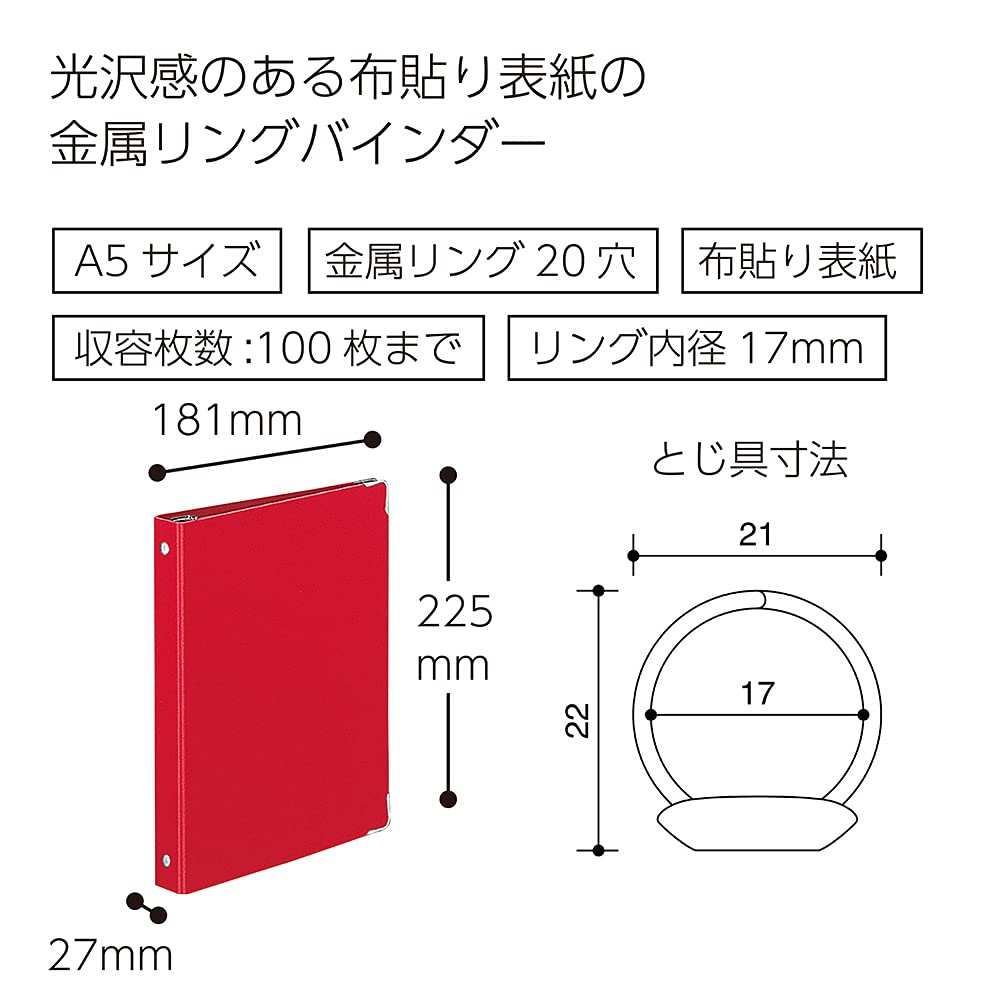 光沢感のある布貼り表紙の
金属リングバインダー
A5 サイズ
金属リング 20 穴
布貼り表紙
収容枚数:100 枚まで
リング内径 17mm
181mm
とじ具寸法
21
225
mm
17
22
27mm